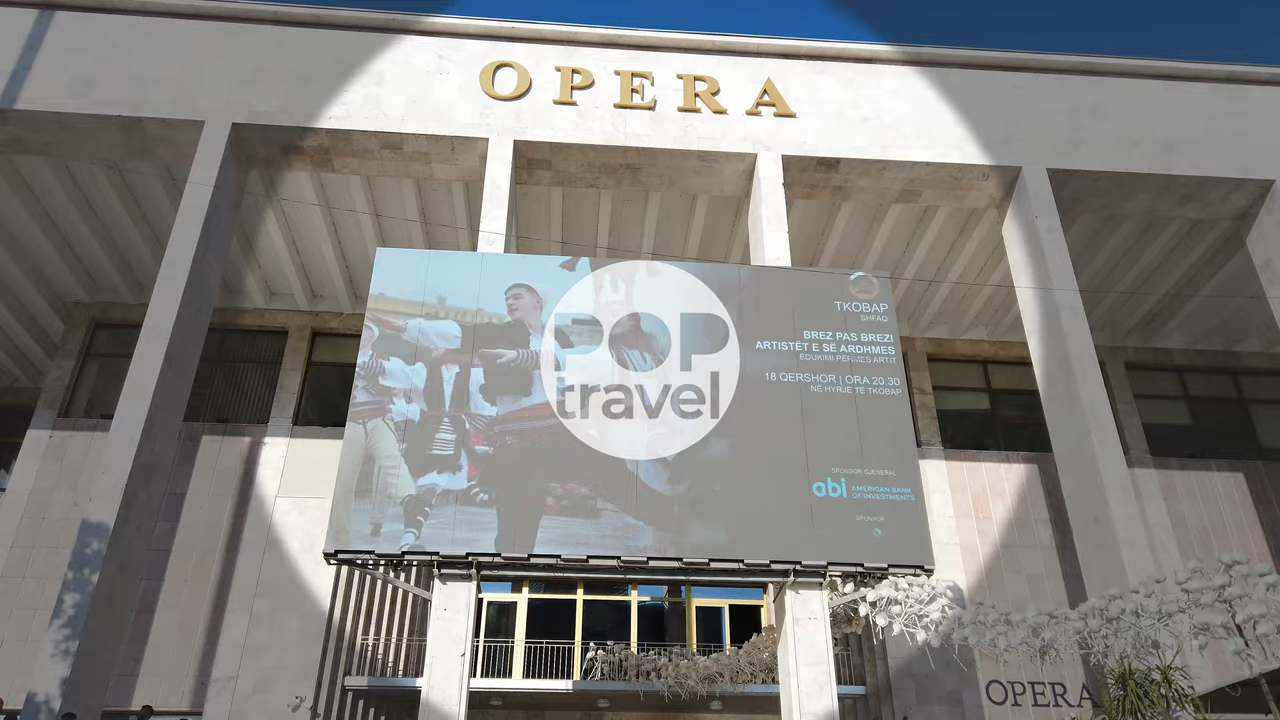 OPERA
POP
travel
TKOBAP
SHFAQ
BREZ PAS BREZI
ARTISTËT E SË ARDHMES
EDUKIMI PËRMES ARTIT
18 QERSHOR | ORA 20:30
NË HYRJE TË TKOBAP
SPONSOR GJENERAL
abi AMERICAN BANK
OF INVESTMENTS
SPONSOR
OPERA